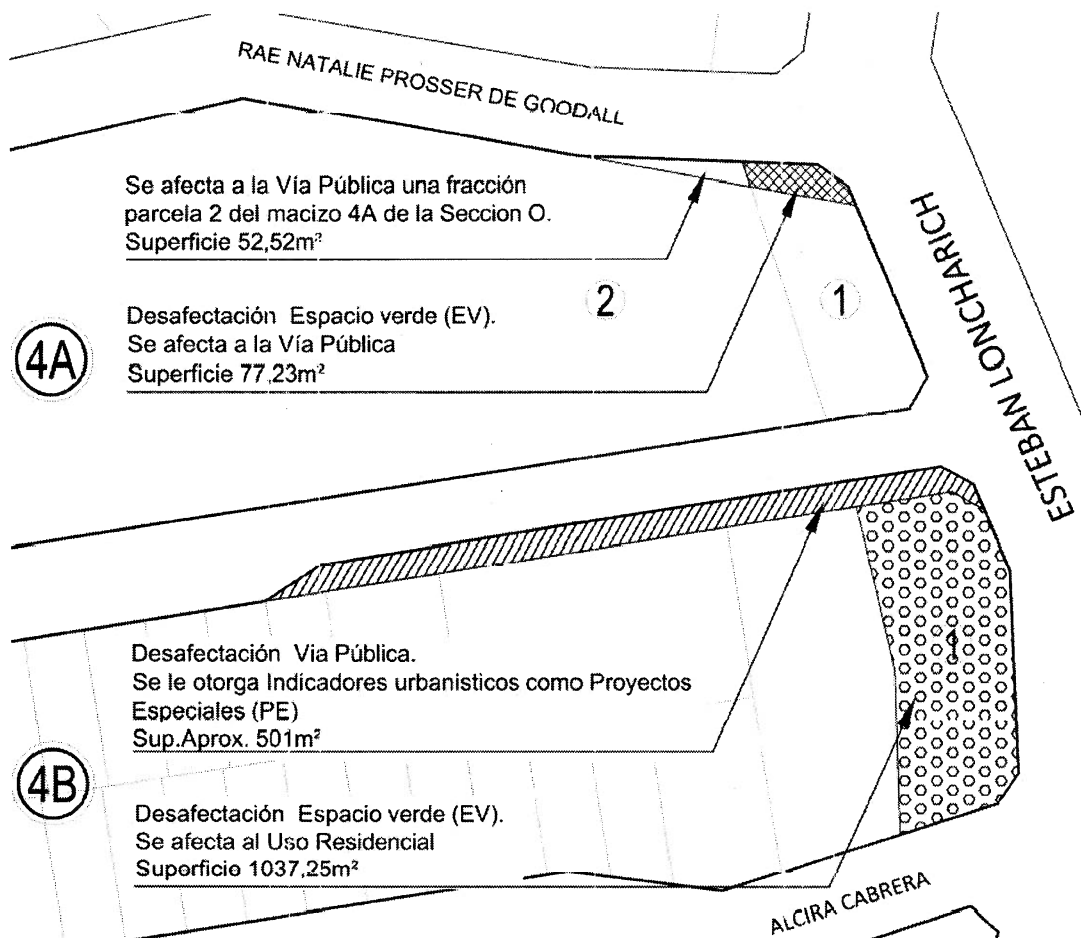 RAE NATALIE PROSSER DE GOODALL
Se afecta a la Vía Pública una fracción
parcela 2 del macizo 4A de la Seccion O.
Superficie 52,52m²
2
1
ESTEBAN LONCHARICH
4A
Desafectación Espacio verde (EV).
Se afecta a la Vía Pública
Superficie 77,23m²
Desafectación Via Pública.
Se le otorga Indicadores urbanisticos como Proyectos
Especiales (PE)
Sup.Aprox. 501m²
1
4B
Desafectación Espacio verde (EV).
Se afecta al Uso Residencial
Superficie 1037,25m²
ALCIRA CABRERA